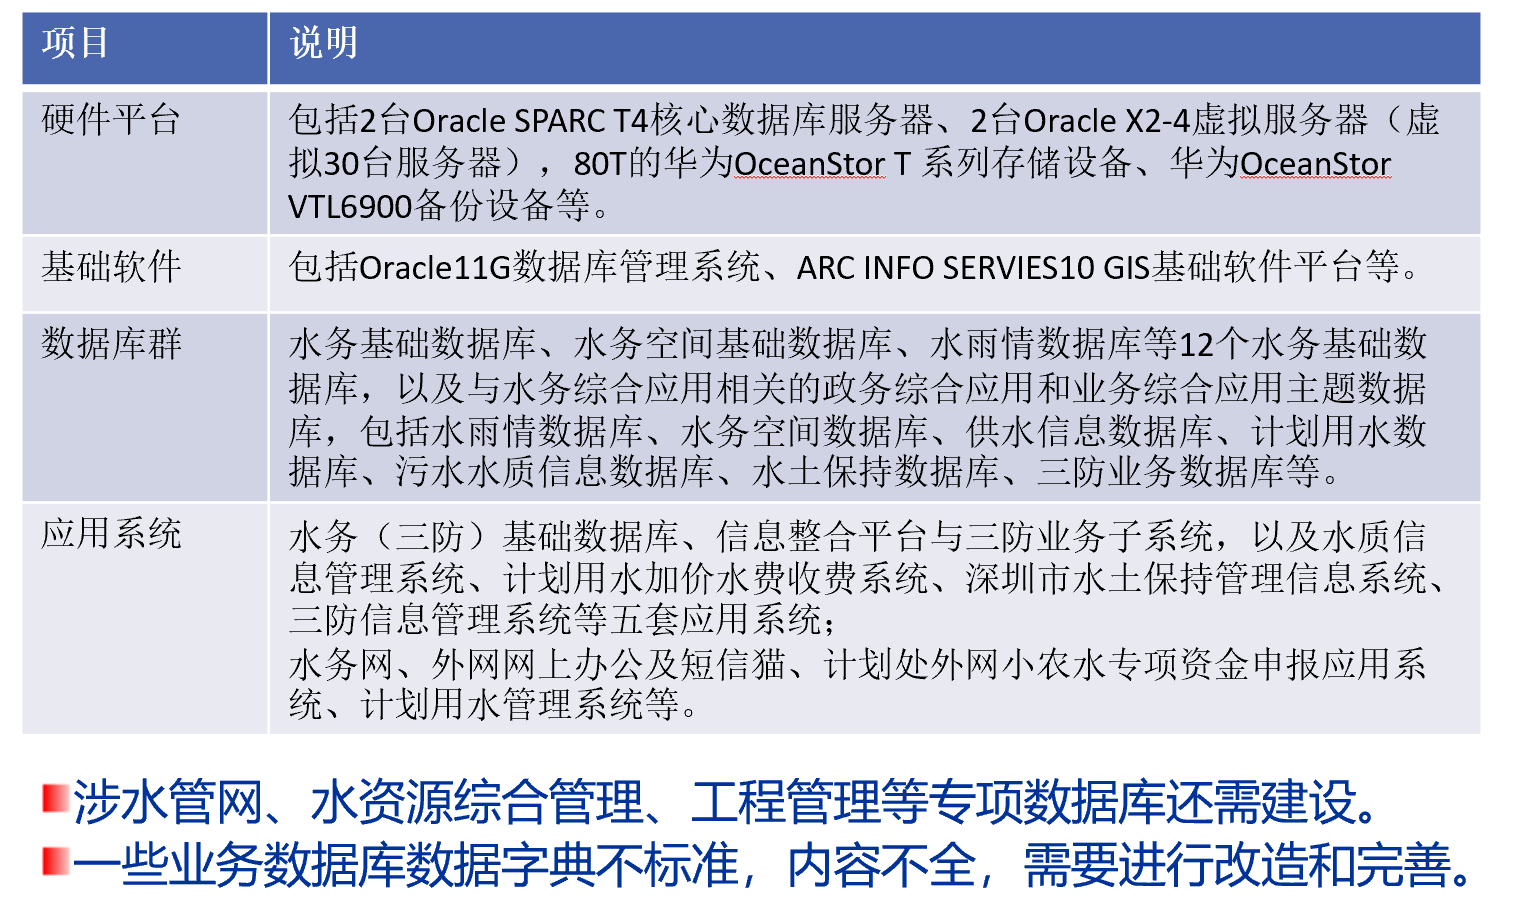 项目
说明
硬件平台
包括2台Oracle SPARC T4核心数据库服务器、2台Oracle X2-4虚拟服务器（虚
拟30台服务器），80T的华为OceanStor T 系列存储设备、华为OceanStor
VTL6900备份设备等。
基础软件
包括Oracle11G数据库管理系统、ARC INFO SERVIES10 GIS基础软件平台等。
数据库群
水务基础数据库、水务空间基础数据库、水雨情数据库等12个水务基础数
据库，以及与水务综合应用相关的政务综合应用和业务综合应用主题数据
库，包括水雨情数据库、水务空间数据库、供水信息数据库、计划用水数
据库、污水水质信息数据库、水土保持数据库、三防业务数据库等。
应用系统
水务（三防）基础数据库、信息整合平台与三防业务子系统，以及水质信
息管理系统、计划用水加价水费收费系统、深圳市水土保持管理信息系统、
三防信息管理系统等五套应用系统；
水务网、外网网上办公及短信猫、计划处外网小农水专项资金申报应用系
统、计划用水管理系统等。
涉水管网、水资源综合管理、工程管理等专项数据库还需建设。
一些业务数据库数据字典不标准，内容不全，需要进行改造和完善。